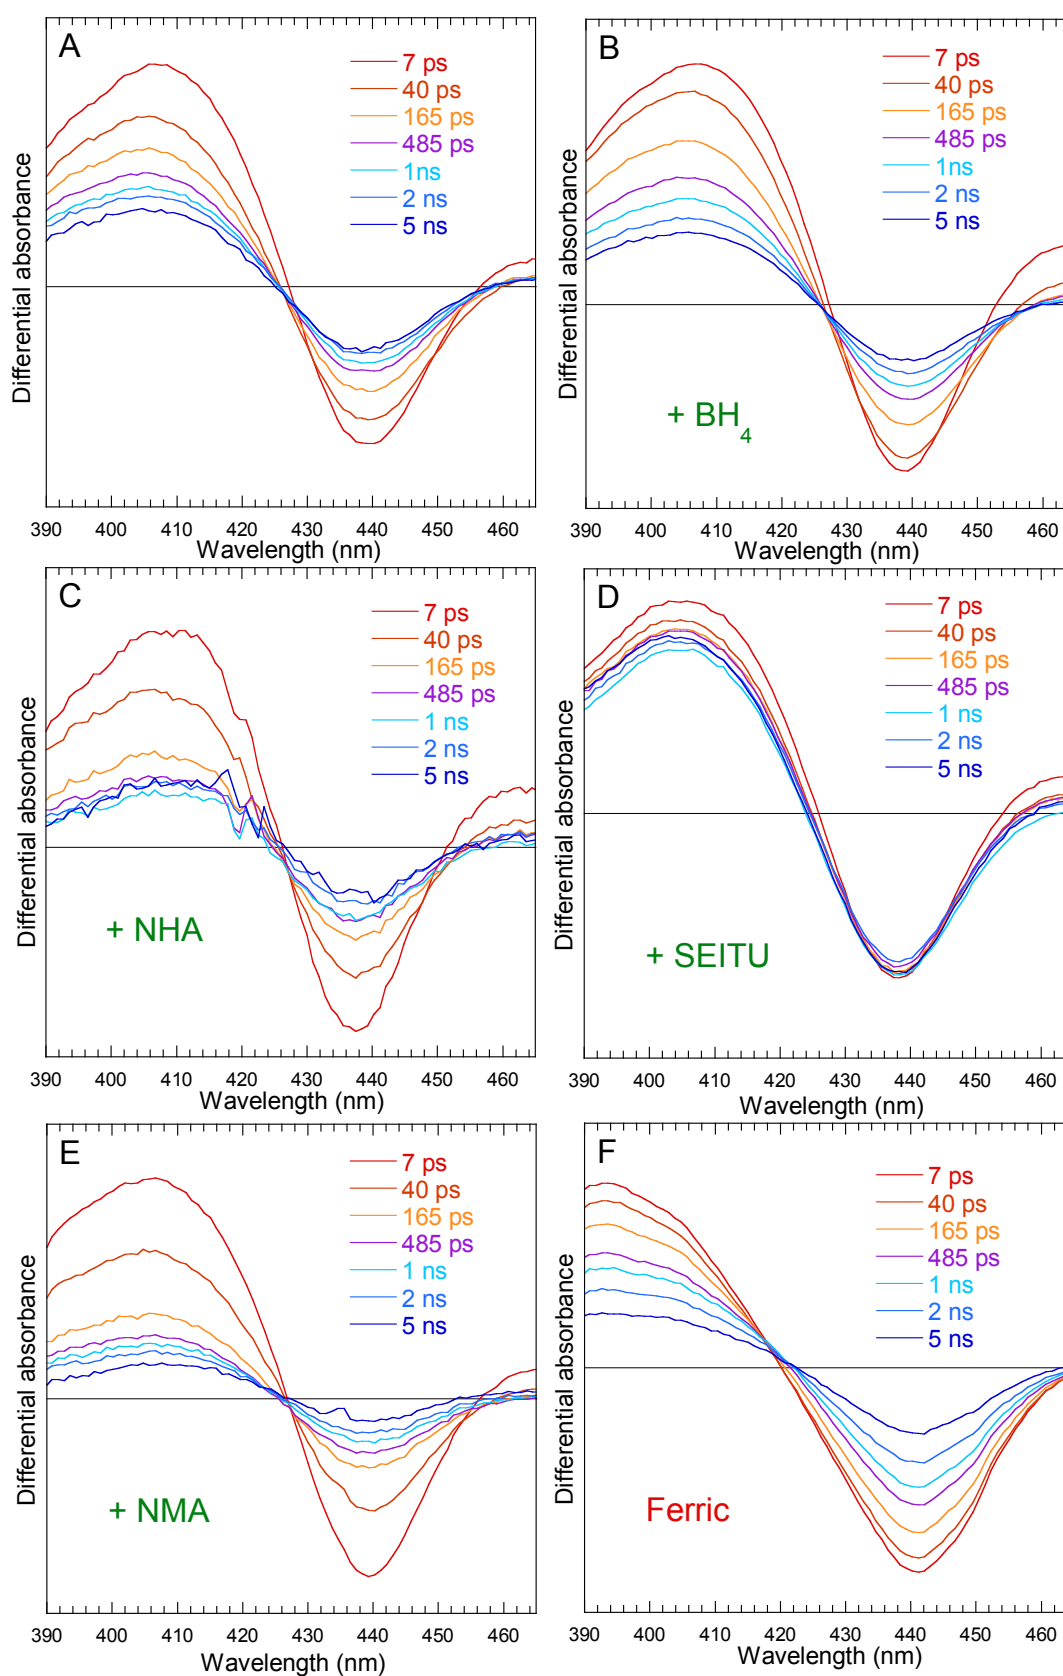 A
7 ps
40 ps
165 ps
485 ps
1 ns
2 ns
5 ns
Differential absorbance
390 400 410 420 430 440 450 460
Wavelength (nm)
B
7 ps
40 ps
165 ps
485 ps
1ns
2 ns
5 ns
+ BH4
Differential absorbance
390 400 410 420 430 440 450 460
Wavelength (nm)
C
7 ps
40 ps
165 ps
485 ps
1 ns
2 ns
5 ns
+ NHA
Differential absorbance
390 400 410 420 430 440 450 460
Wavelength (nm)
D
7 ps
40 ps
165 ps
485 ps
1 ns
2 ns
5 ns
+ SEITU
Differential absorbance
390 400 410 420 430 440 450 460
Wavelength (nm)
E
7 ps
40 ps
165 ps
485 ps
1 ns
2 ns
5 ns
+ NMA
Differential absorbance
390 400 410 420 430 440 450 460
Wavelength (nm)
F
7 ps
40 ps
165 ps
485 ps
1 ns
2 ns
5 ns
Ferric
Differential absorbance
390 400 410 420 430 440 450 460
Wavelength (nm)